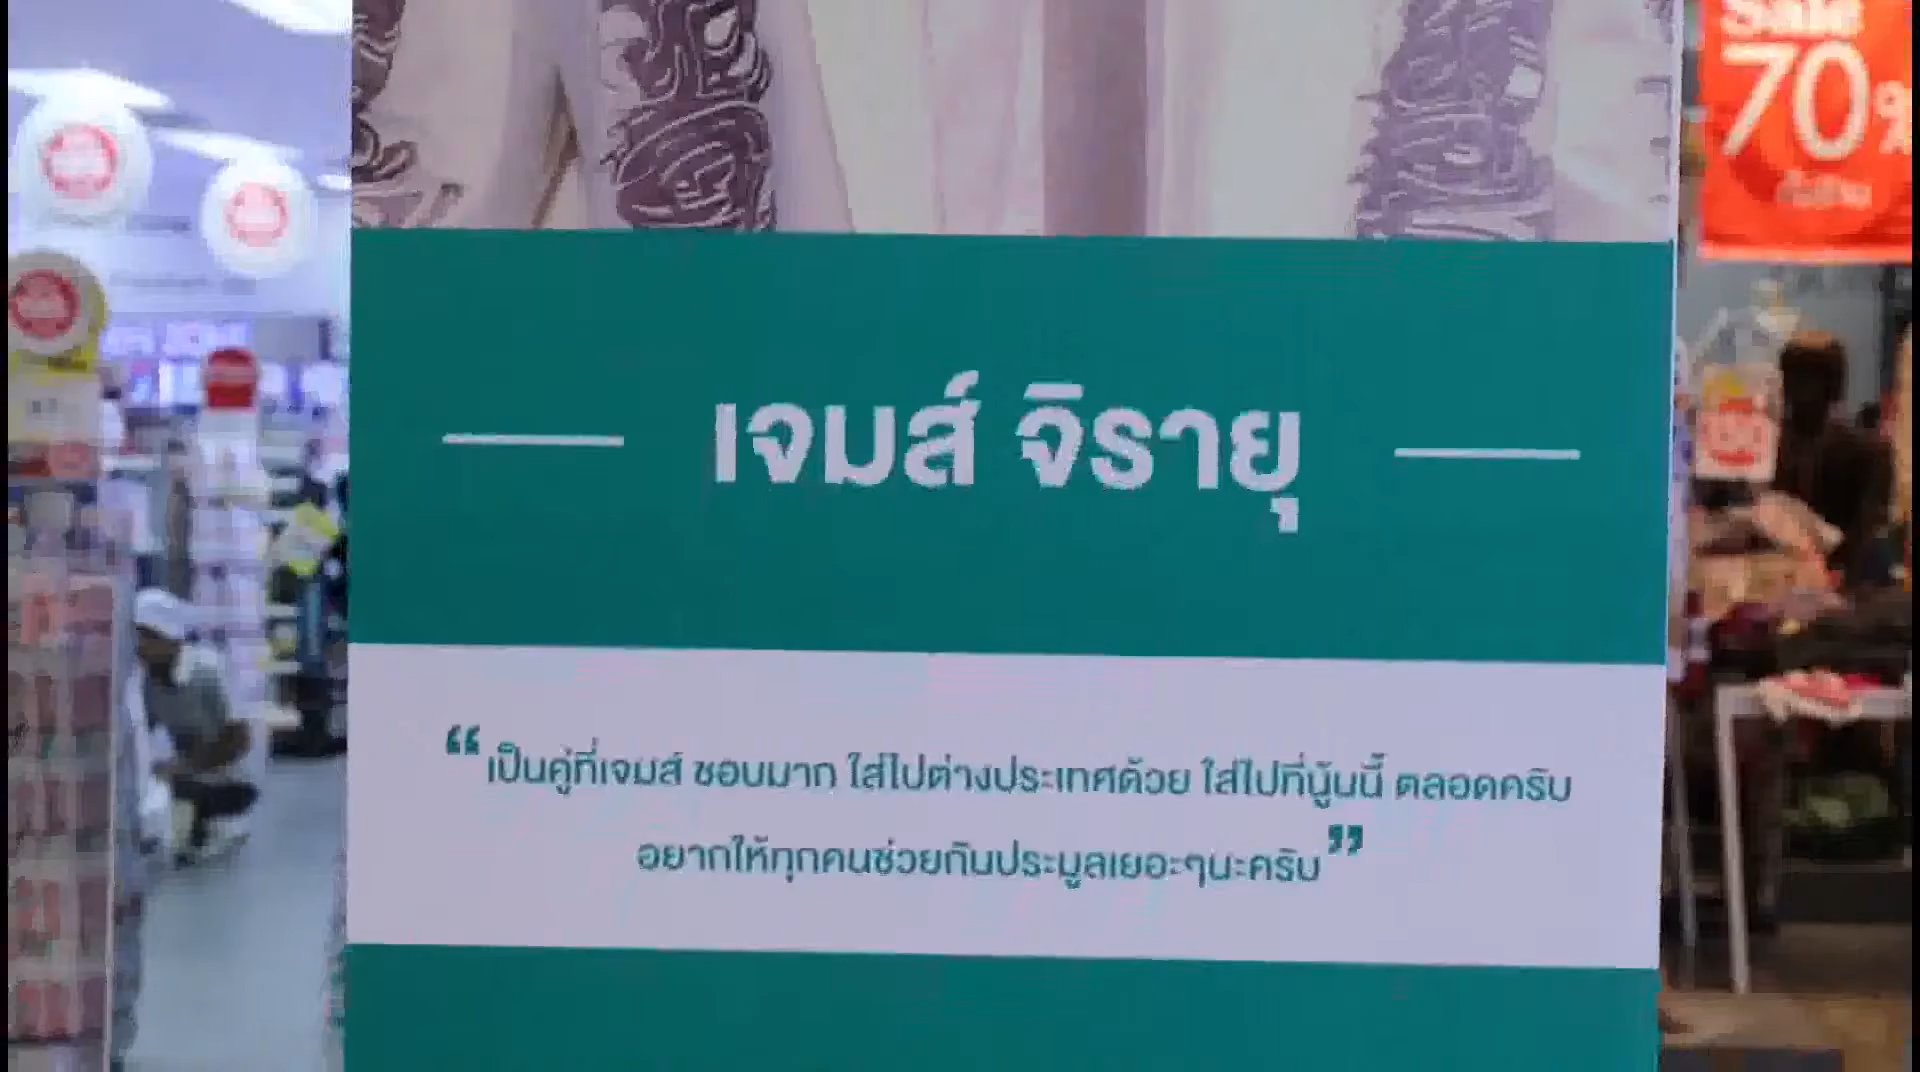 Sale
70%
เจมส์ จิรายุ
“เป็นคู่ที่เจมส์ ชอบมาก ใส่ไปต่างประเทศด้วย ใส่ไปที่นู้นนี้ ตลอดครับ
อยากให้ทุกคนช่วยกันประมูลเยอะๆนะครับ”